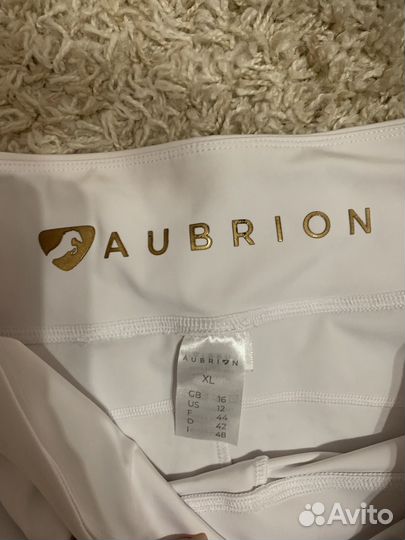 AUBRION
AUBRION
XL
GB 16
US 12
F 44
D 42
I 48
Avito